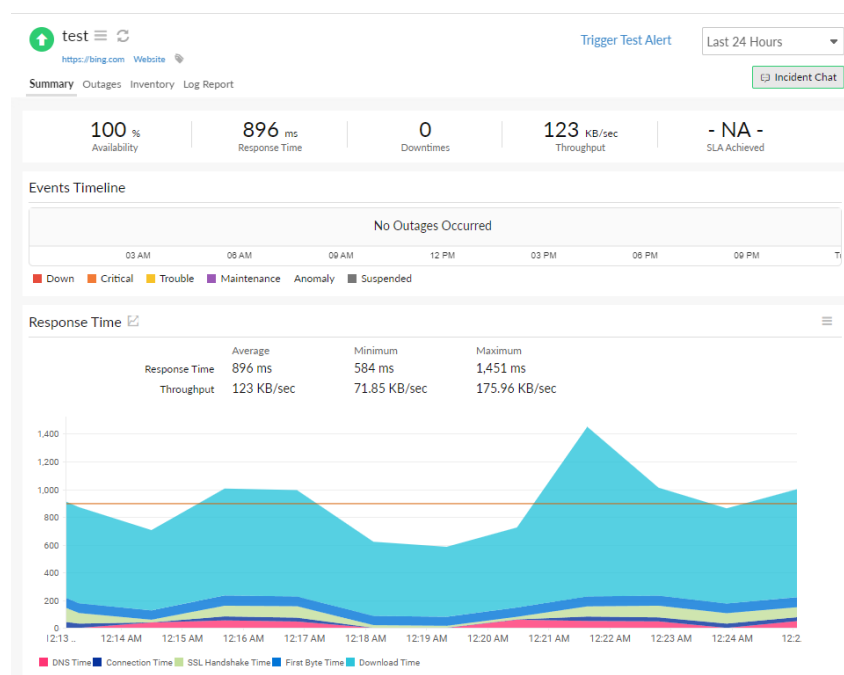 test
Trigger Test Alert
Last 24 Hours
https://bing.com Website
Incident Chat
Summary Outages Inventory Log Report
100 % 896 ms 0 123 KB/sec - NA -
Availability Response Time Downtimes Throughput SLA Achieved
Events Timeline
No Outages Occurred
03 AM 06 AM 09 AM 12 PM 03 PM 06 PM 09 PM
Down Critical Trouble Maintenance Anomaly Suspended
Response Time
Average Minimum Maximum
Response Time 896 ms 584 ms 1,451 ms
Throughput 123 KB/sec 71.85 KB/sec 175.96 KB/sec
1,400
1,200
1,000
800
600
400
200
0
12:13... 12:14 AM 12:15 AM 12:16 AM 12:17 AM 12:18 AM 12:19 AM 12:20 AM 12:21 AM 12:22 AM 12:23 AM 12:24 AM 12:2
DNS Time Connection Time SSL Handshake Time First Byte Time Download Time